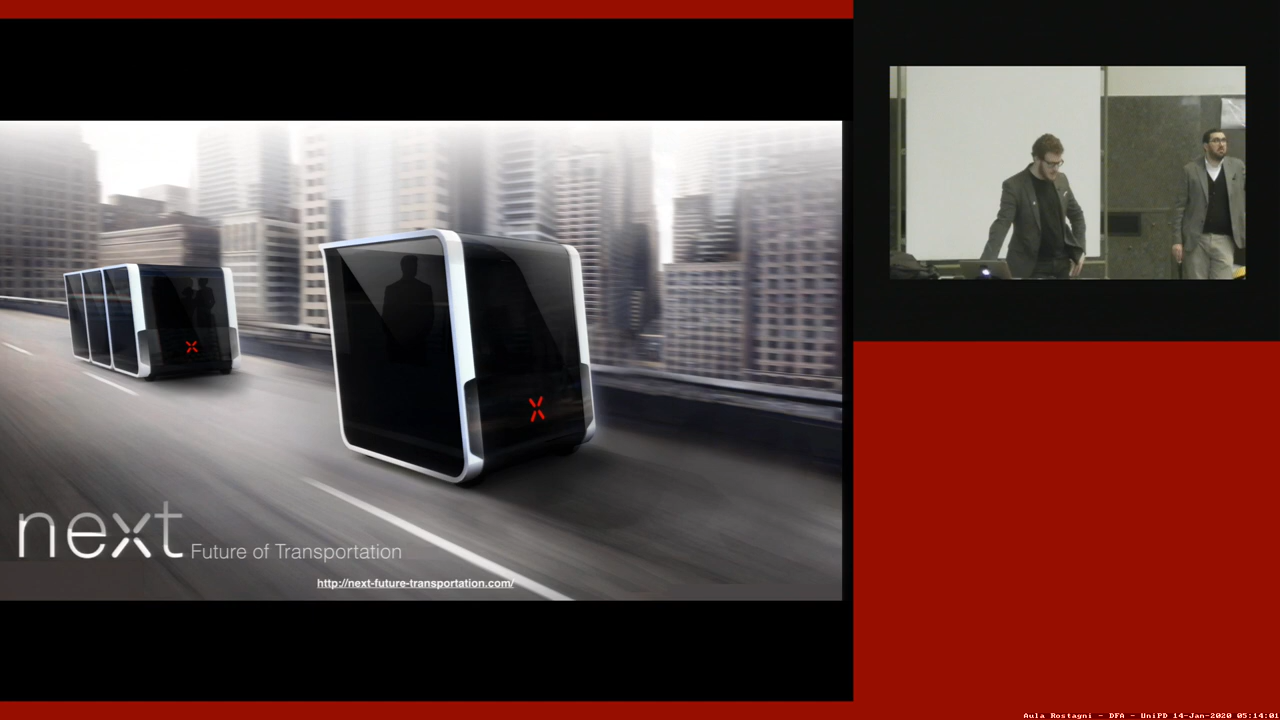 next Future of Transportation
http://next-future-transportation.com/
Aula Rostagni - DFA - UniPD 14-Jan-2020 05:14:01